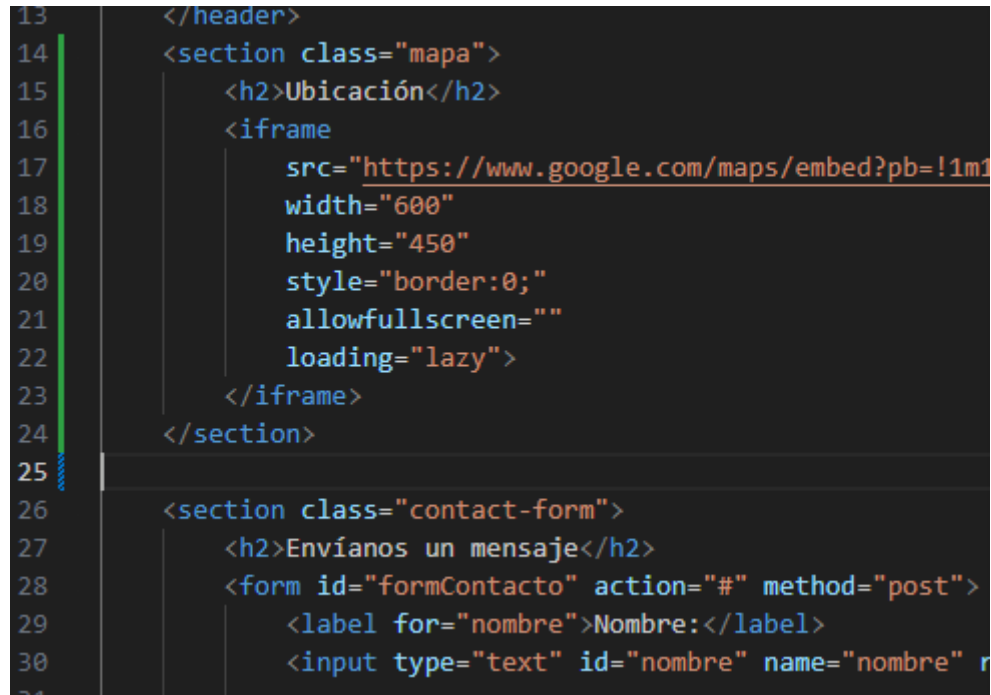 13 </header>
14 <section class="mapa">
15 <h2>Ubicación</h2>
16 <iframe
17 src="https://www.google.com/maps/embed?pb=!1m1
18 width="600"
19 height="450"
20 style="border:0;"
21 allowfullscreen=""
22 loading="lazy">
23 </iframe>
24 </section>
25
26 <section class="contact-form">
27 <h2>Envíanos un mensaje</h2>
28 <form id="formContacto" action="#" method="post">
29 <label for="nombre">Nombre:</label>
30 <input type="text" id="nombre" name="nombre" r